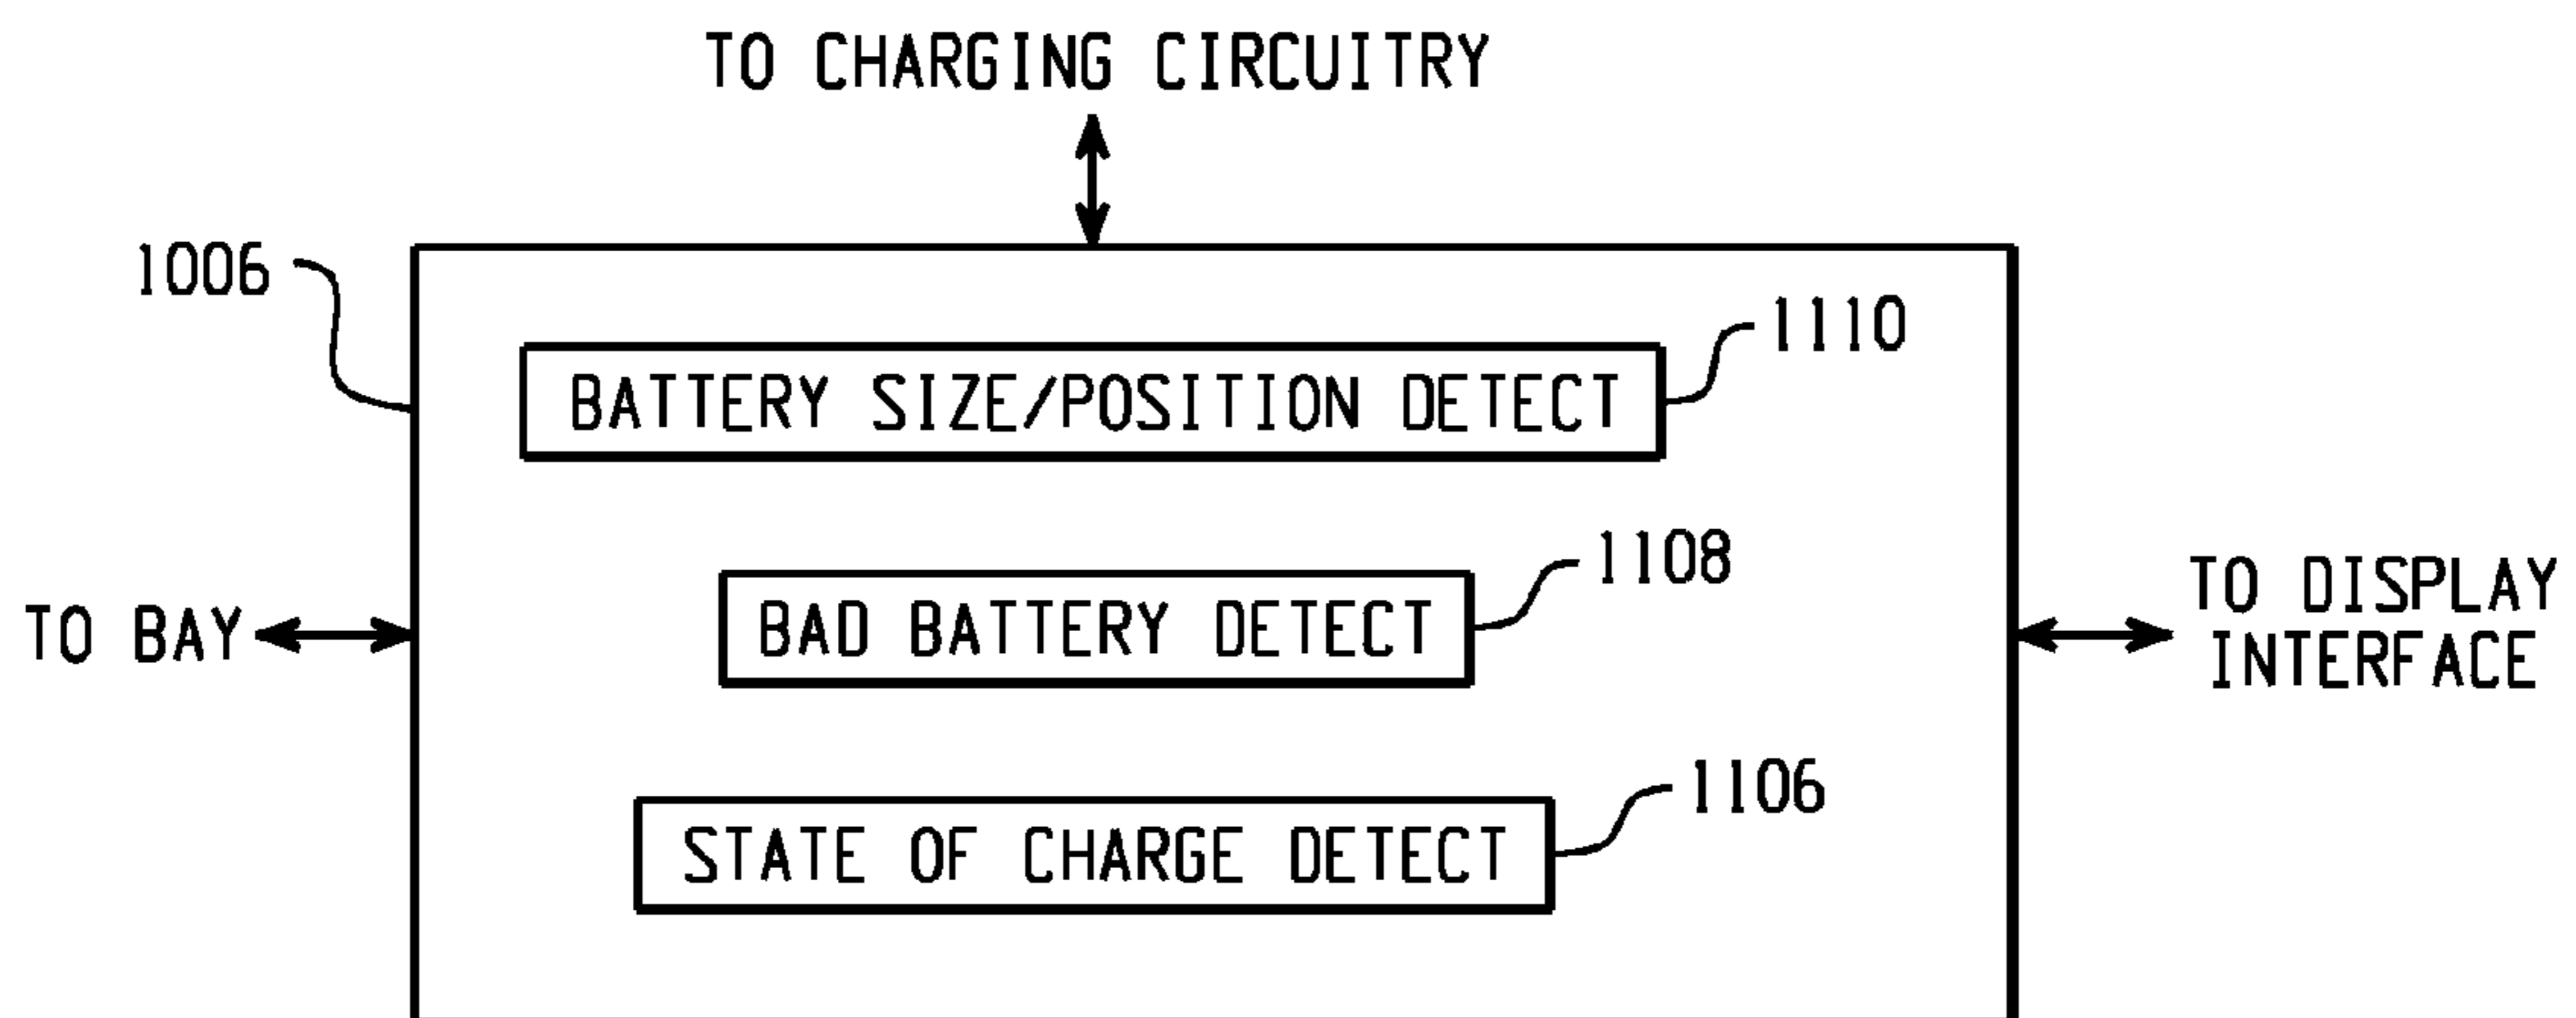 TO CHARGING CIRCUITRY
1006
1110
BATTERY SIZE/POSITION DETECT
1108
BAD BATTERY DETECT
TO BAY
TO DISPLAY
INTERFACE
1106
STATE OF CHARGE DETECT